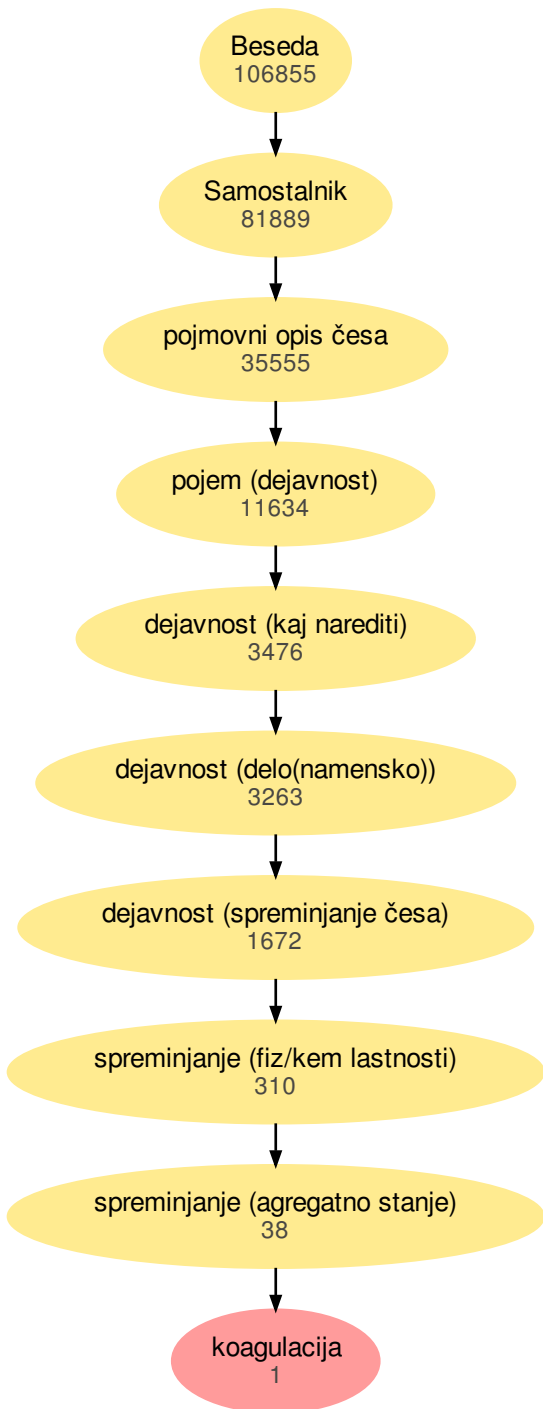 Beseda
106855
Samostalnik
81889
pojmovni opis česa
35555
pojem (dejavnost)
11634
dejavnost (kaj narediti)
3476
dejavnost (delo(namensko))
3263
dejavnost (spreminjanje česa)
1672
spreminjanje (fiz/kem lastnosti)
310
spreminjanje (agregatno stanje)
38
koagulacija
1